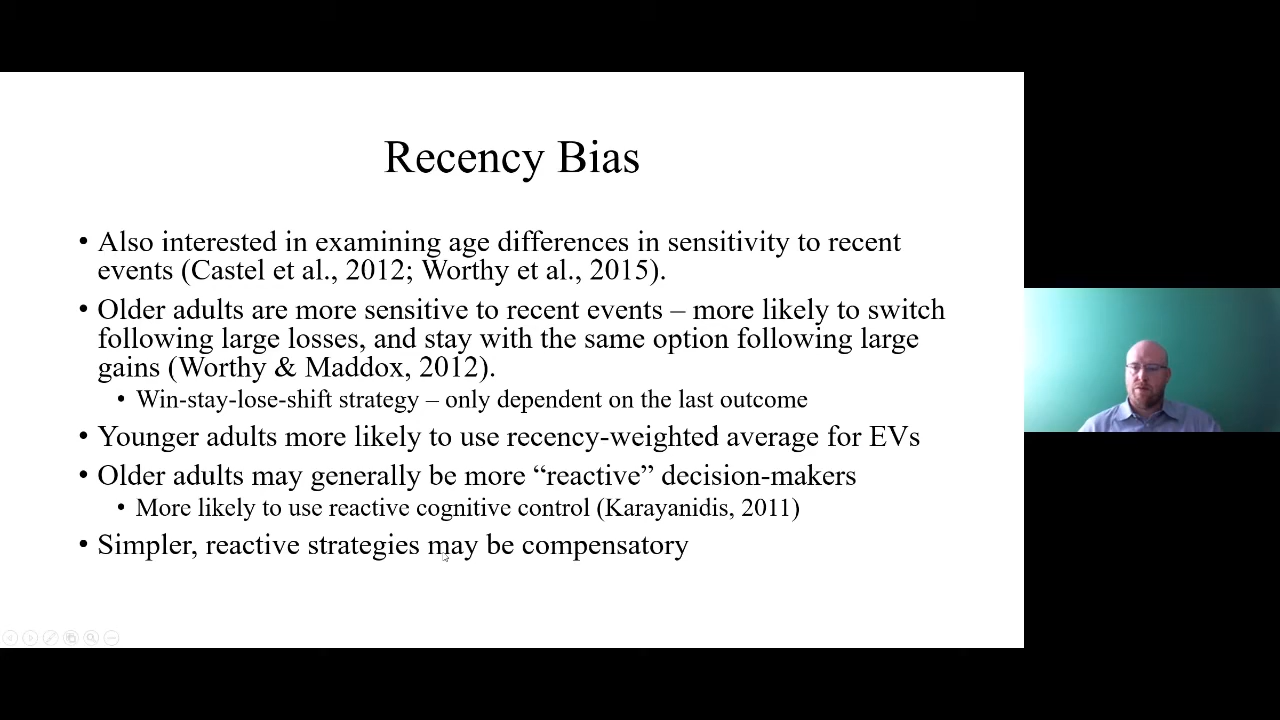 Recency Bias
• Also interested in examining age differences in sensitivity to recent
events (Castel et al., 2012; Worthy et al., 2015).
• Older adults are more sensitive to recent events – more likely to switch
following large losses, and stay with the same option following large
gains (Worthy & Maddox, 2012).
• Win-stay-lose-shift strategy – only dependent on the last outcome
• Younger adults more likely to use recency-weighted average for EVs
• Older adults may generally be more “reactive” decision-makers
• More likely to use reactive cognitive control (Karayanidis, 2011)
• Simpler, reactive strategies may be compensatory